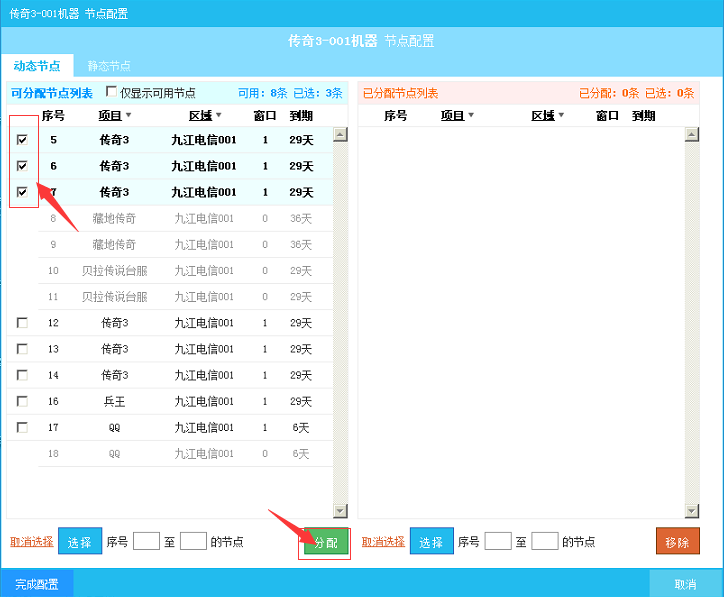 传奇3-001机器 节点配置
传奇3-001机器 节点配置
动态节点 静态节点
可分配节点列表 仅显示可用节点 可用：8条 已选：3条
序号 项目 区域 窗口 到期
5 传奇3 九江电信001 1 29天
6 传奇3 九江电信001 1 29天
7 传奇3 九江电信001 1 29天
8 藏地传奇 九江电信001 0 36天
9 藏地传奇 九江电信001 0 36天
10 贝拉传说台服 九江电信001 0 29天
11 贝拉传说台服 九江电信001 0 29天
12 传奇3 九江电信001 1 29天
13 传奇3 九江电信001 1 29天
14 传奇3 九江电信001 1 29天
16 兵王 九江电信001 1 29天
17 QQ 九江电信001 1 6天
18 QQ 九江电信001 0 6天
取消选择 选择 序号 至 的节点 分配
已分配节点列表 已分配：0条 已选：0条
序号 项目 区域 窗口 到期
取消选择 选择 序号 至 的节点 移除
完成配置 取消